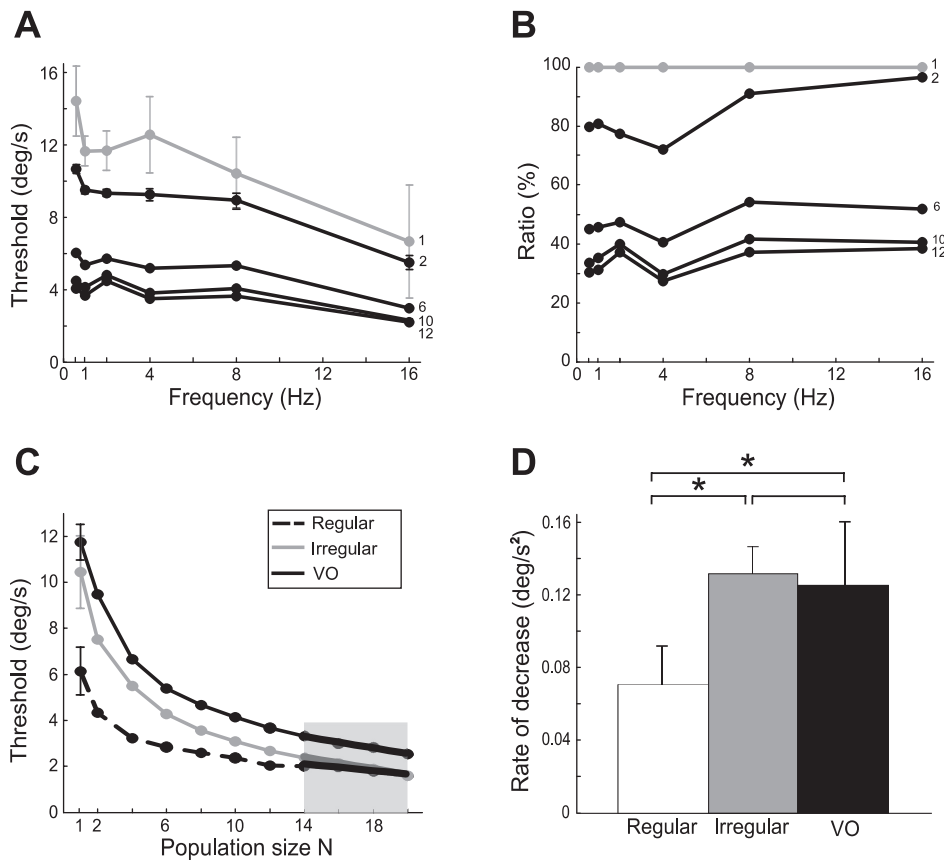 A
Threshold (deg/s)
16
12
8
4
0
0 1 4 8 12 16
Frequency (Hz)
1
2
6
10
12
B
Ratio (%)
100
80
60
40
20
0
0 1 4 8 12 16
Frequency (Hz)
1
2
6
10
12
C
Threshold (deg/s)
12
10
8
6
4
2
0
1 2 6 10 14 18
Population size N
Regular
Irregular
VO
D
Rate of decrease (deg/s²)
0.16
0.12
0.08
0.04
0
* *
Regular Irregular VO